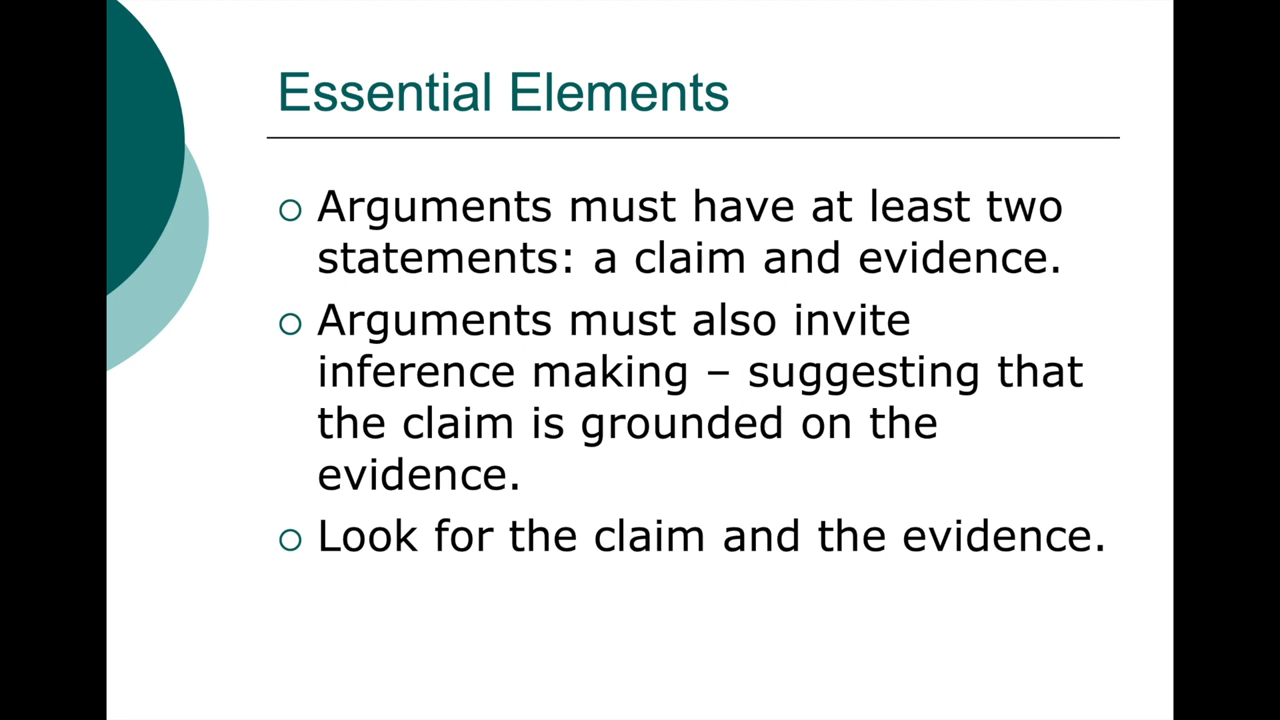 Essential Elements
Arguments must have at least two
statements: a claim and evidence.
Arguments must also invite
inference making – suggesting that
the claim is grounded on the
evidence.
Look for the claim and the evidence.